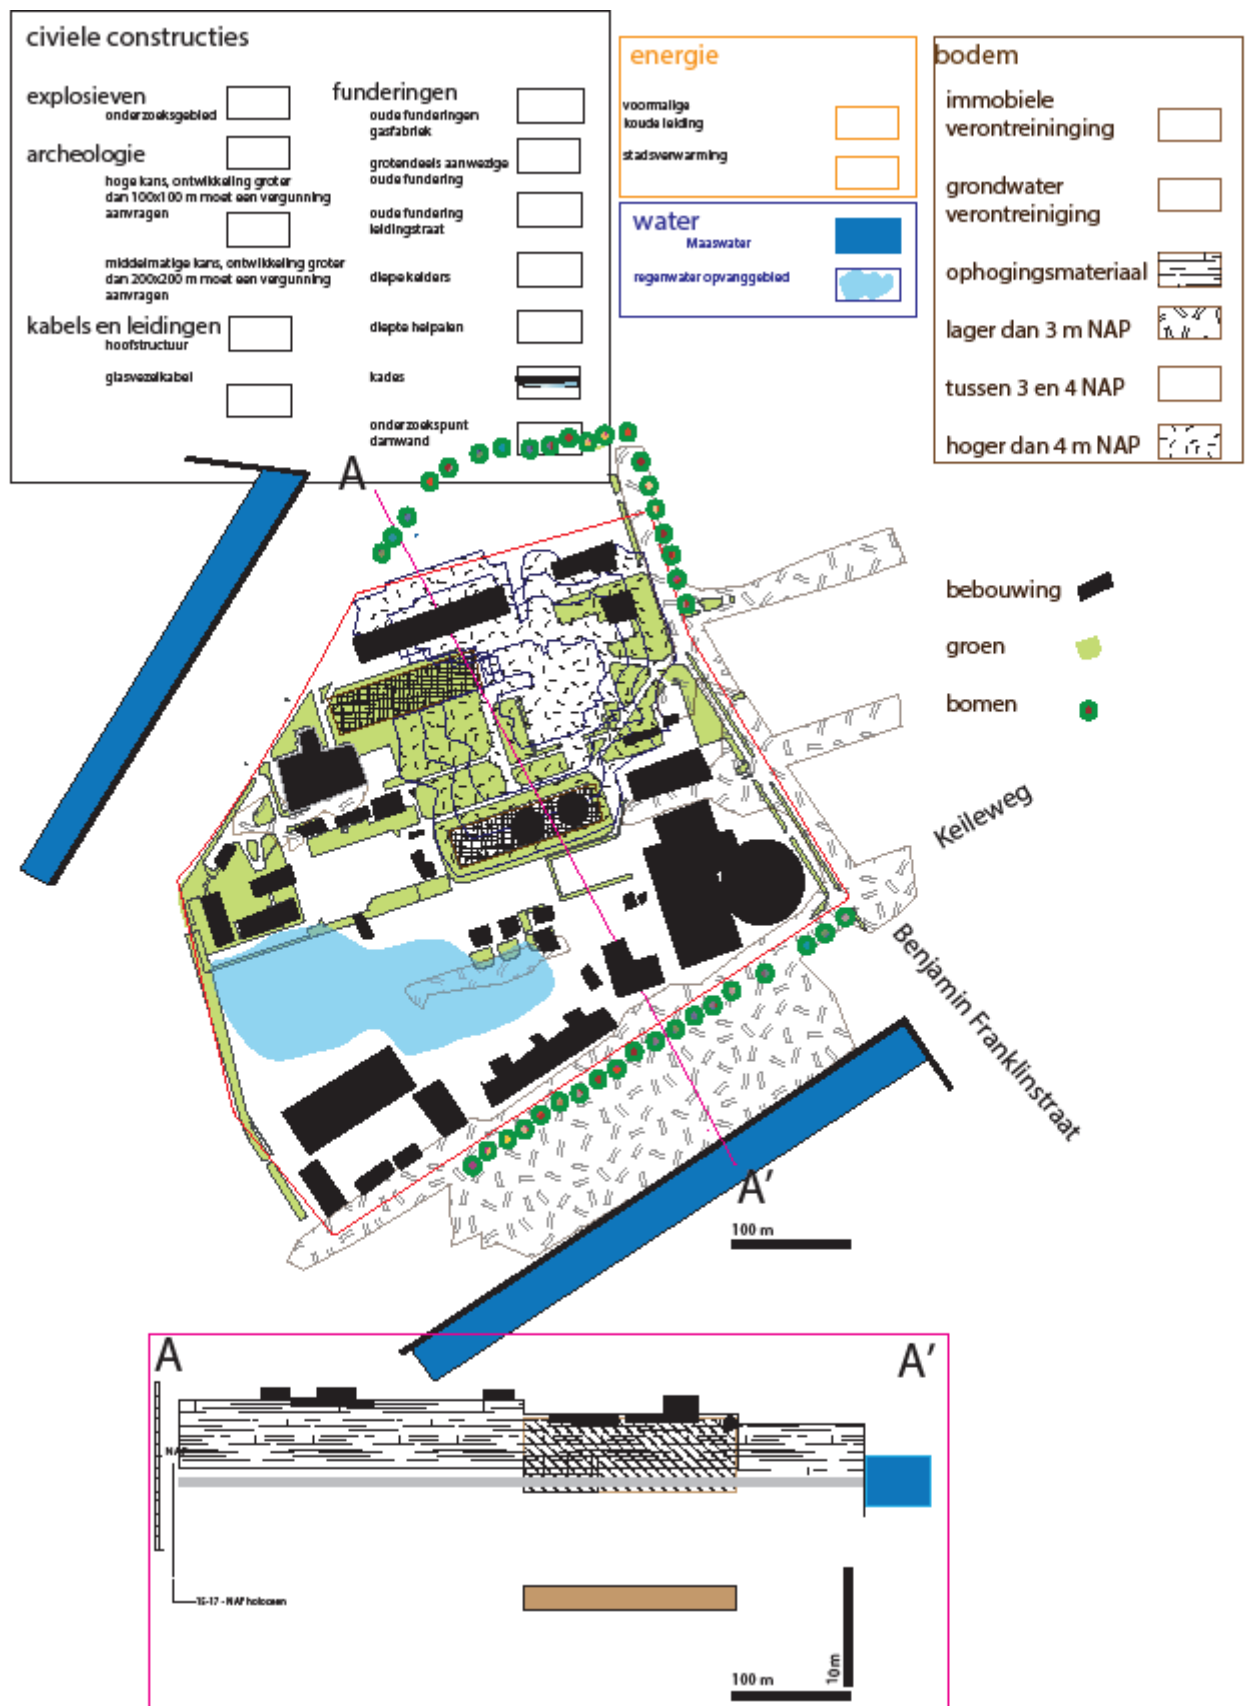 civiele constructies
explosieven
onderzoeksgebied
archeologie
hoge kans, ontwikkeling groter
dan 100x100 m moet een vergunning
aanvragen
middelmatige kans, ontwikkeling groter
dan 200x200 m moet een vergunning
aanvragen
kabels en leidingen
hoofstructuur
glasvezelkabel
funderingen
oude funderingen
gasfabriek
grotendeels aanwezige
oude fundering
oude fundering
leidingstraat
diepe kelders
diepte heipalen
kades
onderzoekspunt
damwand
energie
voormalige
koude leiding
stadsverwarming
water
Maaswater
regenwater opvanggebied
bodem
immobiele
verontreininging
grondwater
verontreiniging
ophogingsmateriaal
lager dan 3 m NAP
tussen 3 en 4 NAP
hoger dan 4 m NAP
bebouwing
groen
bomen
A
Keileweg
Benjamin Franklinstraat
A'
100 m
A
A'
NAP
15-17 - NAP holoceen
10m
100 m